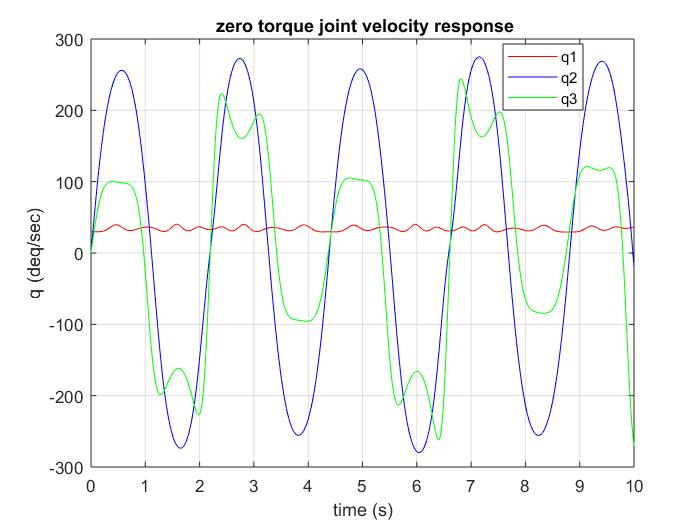 zero torque joint velocity response
300
200
100
0
-100
-200
-300
q (deq/sec)
q1
q2
q3
0 1 2 3 4 5 6 7 8 9 10
time (s)